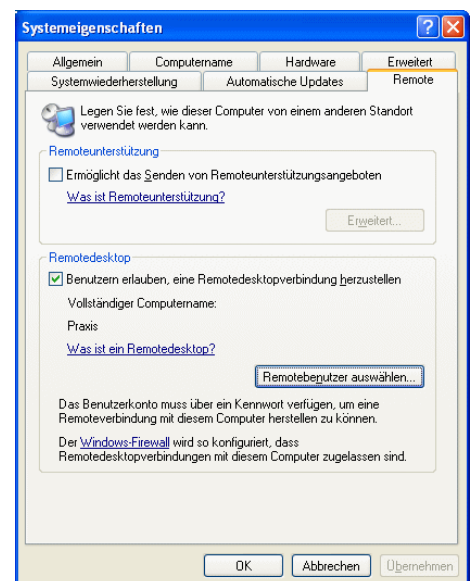 Systemeigenschaften
Allgemein Computername Hardware Erweitert
Systemwiederherstellung Automatische Updates Remote
Legen Sie fest, wie dieser Computer von einem anderen Standort
verwendet werden kann.
Remoteunterstützung
Ermöglicht das Senden von Remoteunterstützungsangeboten
Was ist Remoteunterstützung?
Erweitert...
Remotedesktop
Benutzern erlauben, eine Remotedesktopverbindung herzustellen
Vollständiger Computername:
Praxis
Was ist ein Remotedesktop?
Remotebenutzer auswählen...
Das Benutzerkonto muss über ein Kennwort verfügen, um eine
Remoteverbindung mit diesem Computer herstellen zu können.
Der Windows-Firewall wird so konfiguriert, dass
Remotedesktopverbindungen mit diesem Computer zugelassen sind.
OK Abbrechen Übernehmen